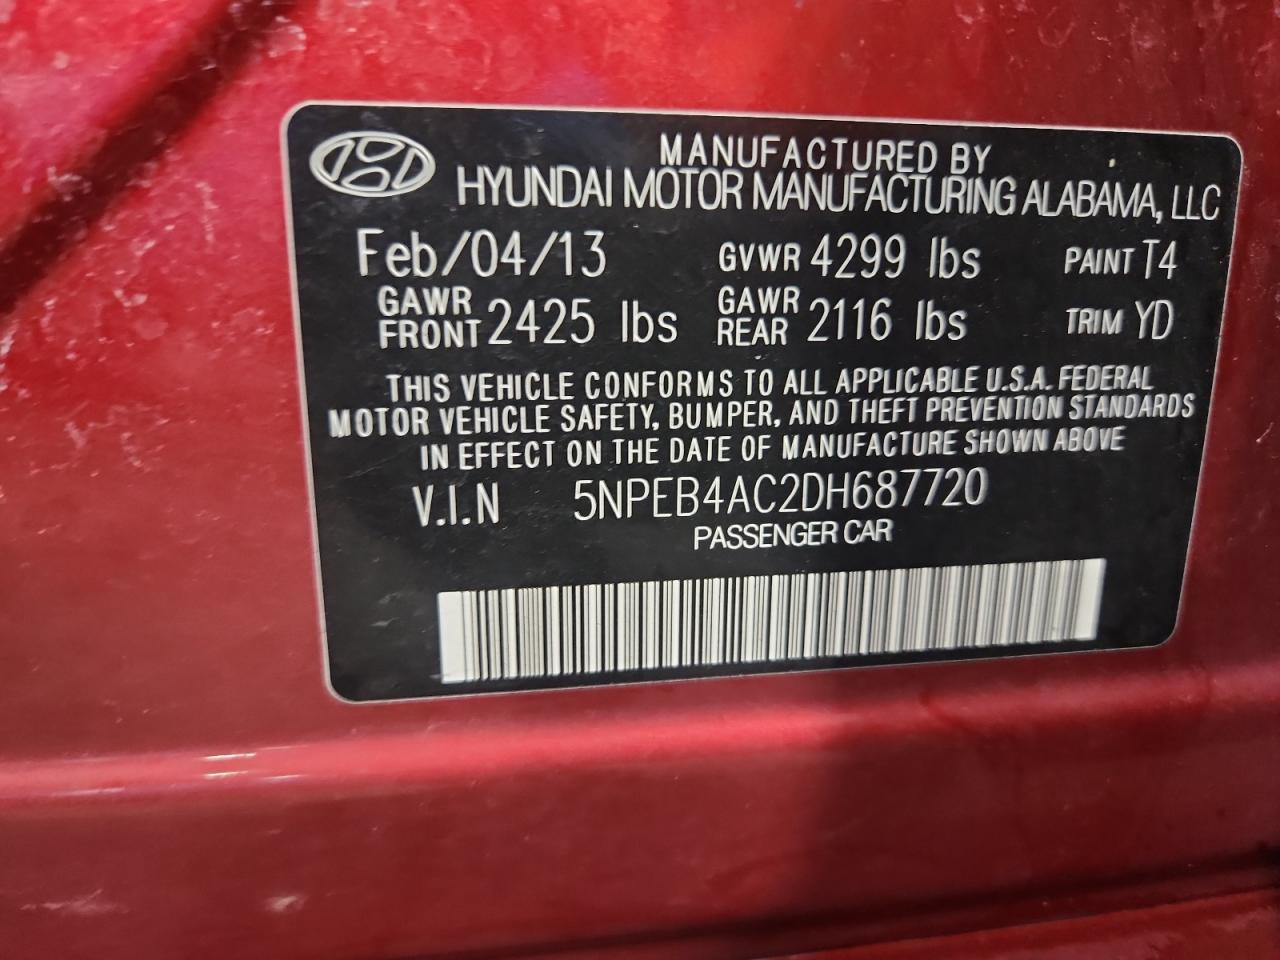 MANUFACTURED BY
HYUNDAI MOTOR MANUFACTURING ALABAMA, LLC
Feb/04/13 GVWR 4299 lbs PAINT T4
GAWR FRONT 2425 lbs GAWR REAR 2116 lbs TRIM YD
THIS VEHICLE CONFORMS TO ALL APPLICABLE U.S.A. FEDERAL
MOTOR VEHICLE SAFETY, BUMPER, AND THEFT PREVENTION STANDARDS
IN EFFECT ON THE DATE OF MANUFACTURE SHOWN ABOVE
V.I.N 5NPEB4AC2DH687720
PASSENGER CAR